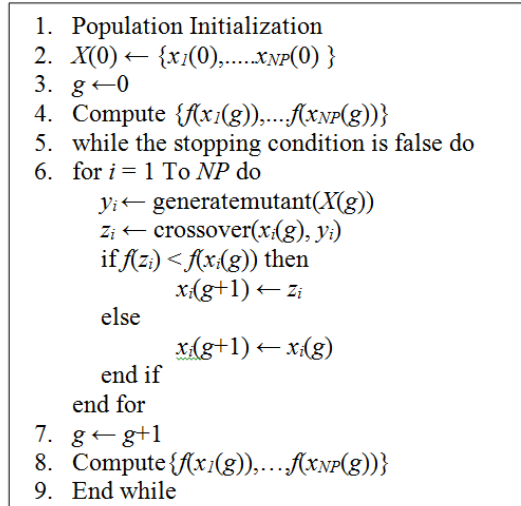 1. Population Initialization
2. X(0) ← {x1(0),.....xNP(0) }
3. g ←0
4. Compute {f(x1(g)),....f(xNP(g))}
5. while the stopping condition is false do
6. for i = 1 To NP do
yi← generatemutant(X(g))
zi ← crossover(xi(g), yi)
if f(zi) < f(xi(g)) then
xi(g+1) ← zi
else
xi(g+1) ← xi(g)
end if
end for
7. g ← g+1
8. Compute{f(x1(g)),…,f(xNP(g))}
9. End while